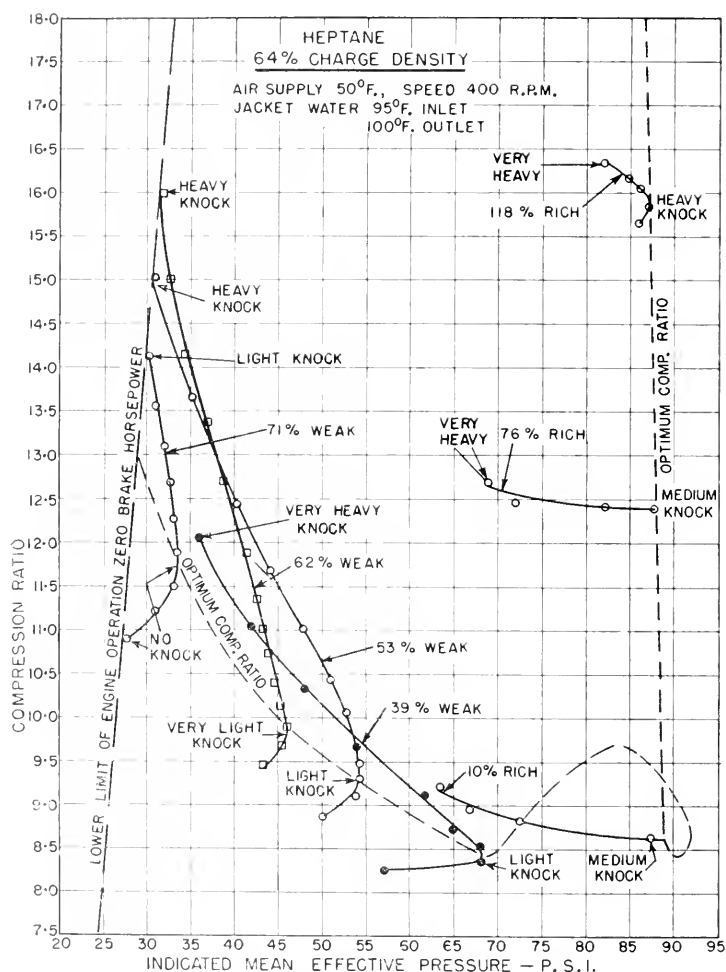 HEPTANE
64% CHARGE DENSITY
AIR SUPPLY 50°F., SPEED 400 R.P.M.
JACKET WATER 95°F. INLET
100°F. OUTLET
COMPRESSION RATIO
18·0
17·5
17·0
16·5
16·0
15·5
15·0
14·5
14·0
13·5
13·0
12·5
12·0
11·5
11·0
10·5
10·0
9·5
9·0
8·5
8·0
7·5
LOWER LIMIT OF ENGINE OPERATION ZERO BRAKE HORSEPOWER
HEAVY
KNOCK
VERY
HEAVY
118% RICH
HEAVY
KNOCK
HEAVY
KNOCK
LIGHT KNOCK
OPTIMUM COMP. RATIO
71% WEAK
VERY
HEAVY
76% RICH
MEDIUM
KNOCK
VERY HEAVY
KNOCK
62% WEAK
OPTIMUM COMP. RATIO
NO
KNOCK
53% WEAK
39% WEAK
VERY LIGHT
KNOCK
LIGHT
KNOCK
10% RICH
LIGHT
KNOCK
MEDIUM
KNOCK
20 25 30 35 40 45 50 55 60 65 70 75 80 85 90 95
INDICATED MEAN EFFECTIVE PRESSURE — P.S.I.